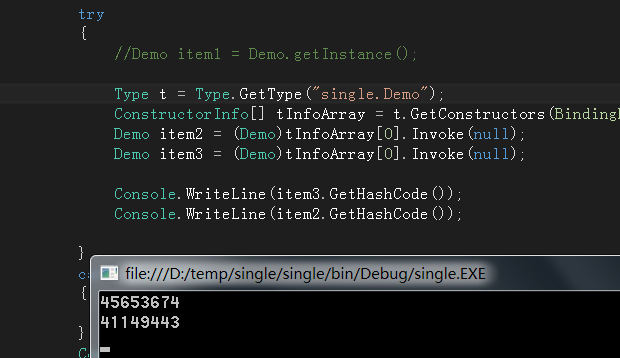 try
{
//Demo item1 = Demo.getInstance();
Type t = Type.GetType("single.Demo");
ConstructorInfo[] tInfoArray = t.GetConstructors(Binding
Demo item2 = (Demo)tInfoArray[0].Invoke(null);
Demo item3 = (Demo)tInfoArray[0].Invoke(null);
Console.WriteLine(item3.GetHashCode());
Console.WriteLine(item2.GetHashCode());
}
c
{
}
C
file:///D:/temp/single/single/bin/Debug/single.EXE
45653674
41149443